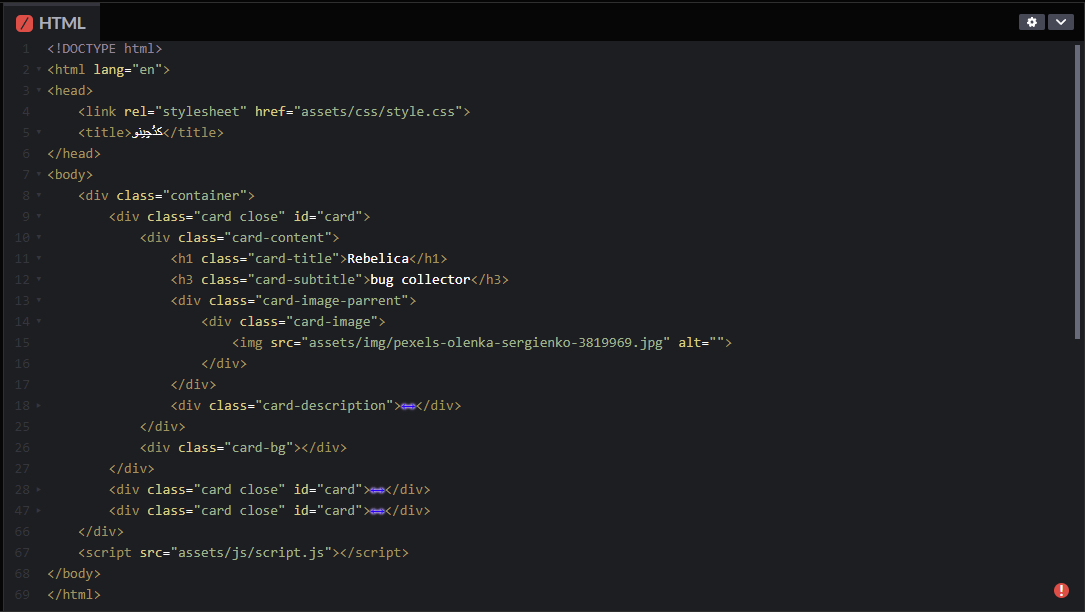 HTML
1 <!DOCTYPE html>
2 <html lang="en">
3 <head>
4 <link rel="stylesheet" href="assets/css/style.css">
5 <title></title>
6 </head>
7 <body>
8 <div class="container">
9 <div class="card close" id="card">
10 <div class="card-content">
11 <h1 class="card-title">Rebelica</h1>
12 <h3 class="card-subtitle">bug collector</h3>
13 <div class="card-image-parrent">
14 <div class="card-image">
15 <img src="assets/img/pexels-olenka-sergienko-3819969.jpg" alt="">
16 </div>
17 </div>
18 <div class="card-description"></div>
25 </div>
26 <div class="card-bg"></div>
27 </div>
28 <div class="card close" id="card"></div>
47 <div class="card close" id="card"></div>
66 </div>
67 <script src="assets/js/script.js"></script>
68 </body>
69 </html>